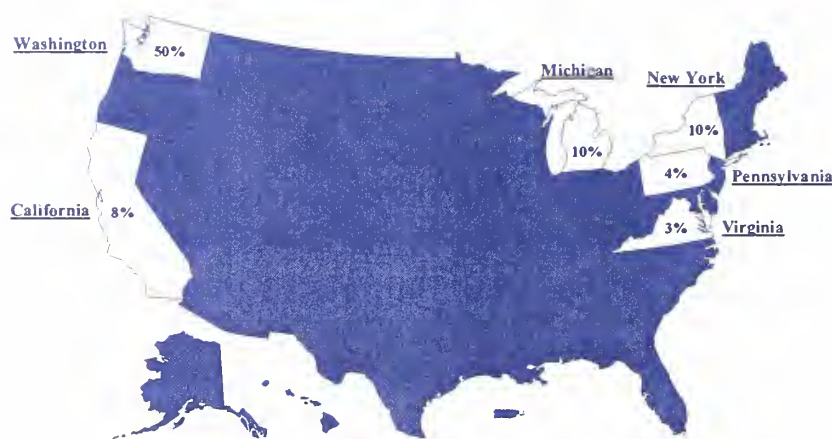 Washington
50%
Michigan
New York
10%
10%
4%
Pennsylvania
California
8%
3%
Virginia